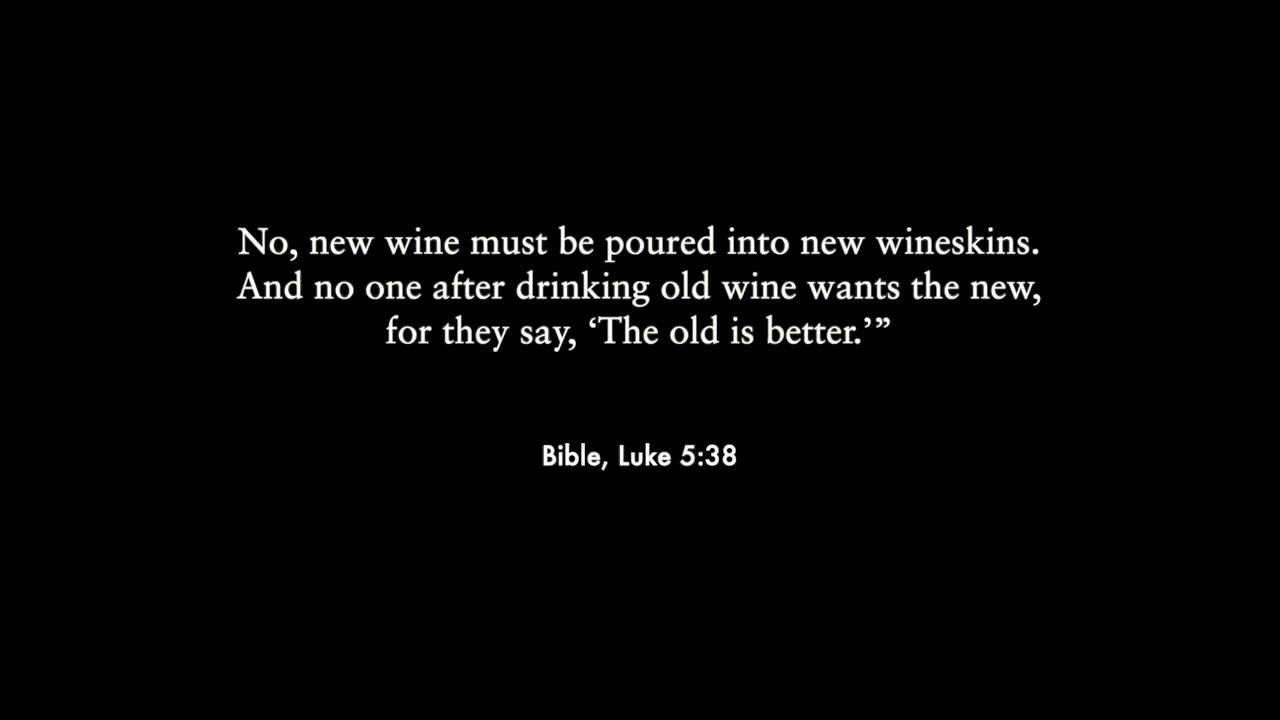 No, new wine must be poured into new wineskins.
And no one after drinking old wine wants the new,
for they say, ‘The old is better.’”
Bible, Luke 5:38